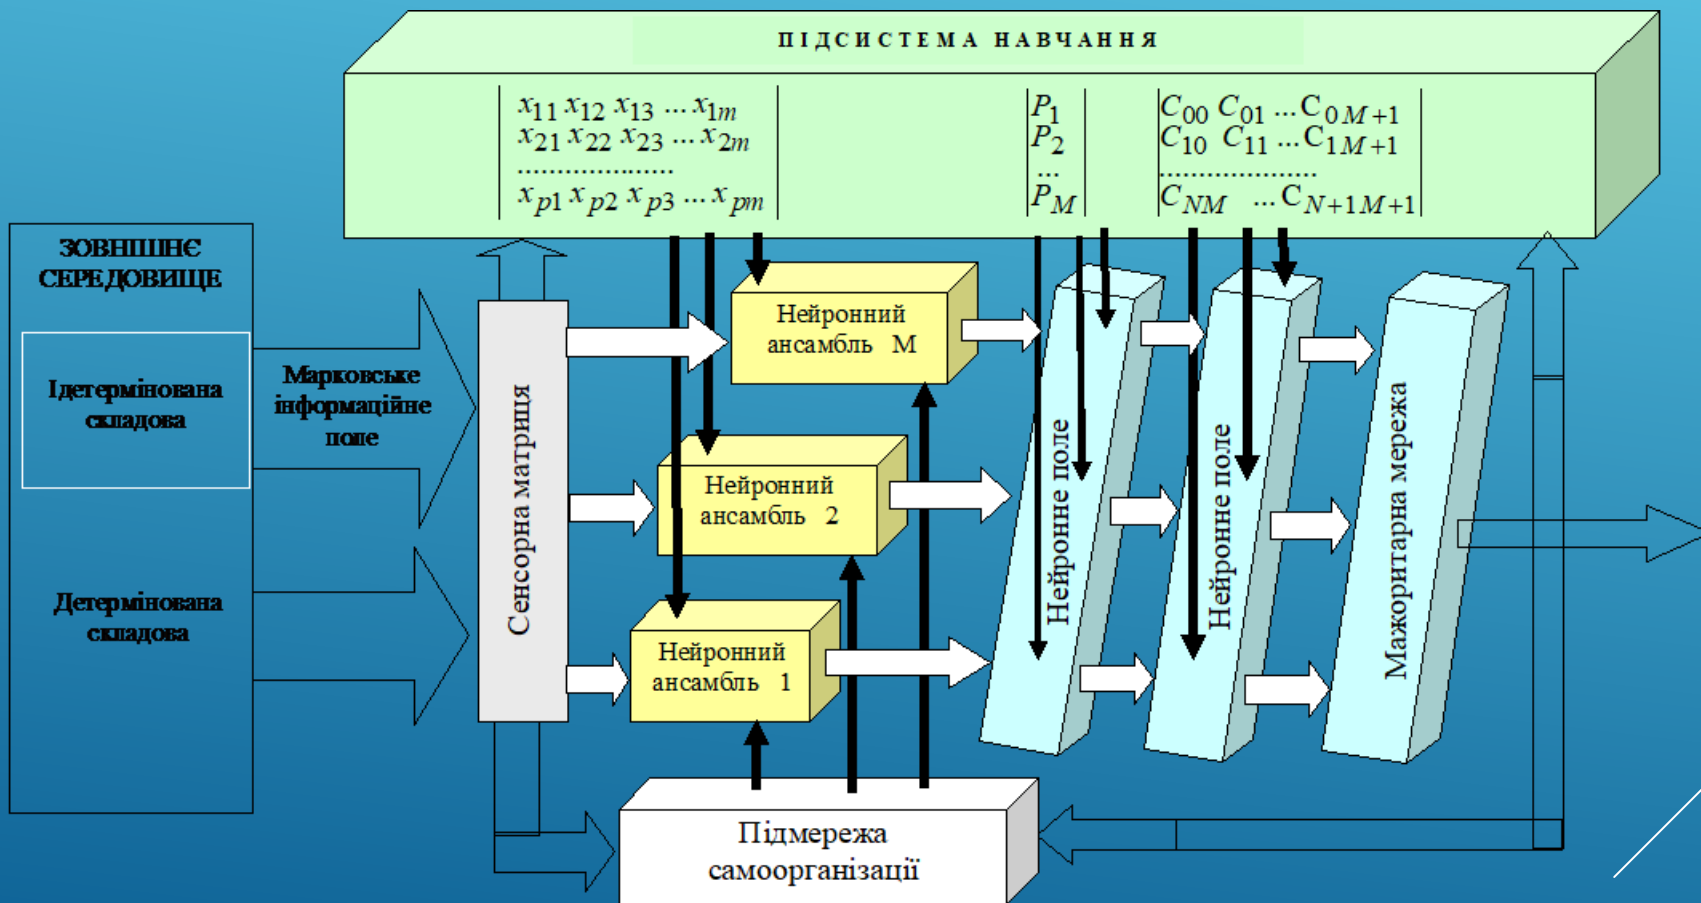 ПІДСИСТЕМА НАВЧАННЯ
x11 x12 x13 ... x1m
x21 x22 x23 ... x2m
...................
xp1 xp2 xp3 ... xpm
P1
P2
...
PM
C00 C01 ...C0M+1
C10 C11 ...C1M+1
....................
CNM ...CN+1M+1
ЗОВНІШНЄ
СЕРЕДОВИЩЕ
Ідетермінована
складова
Детермінована
складова
Марковське
інформаційне
поле
Сенсорна матриця
Нейронний
ансамбль М
Нейронний
ансамбль 2
Нейронний
ансамбль 1
Нейронне поле
Нейронне поле
Мажоритарна мережа
Підмережа
самоорганізації